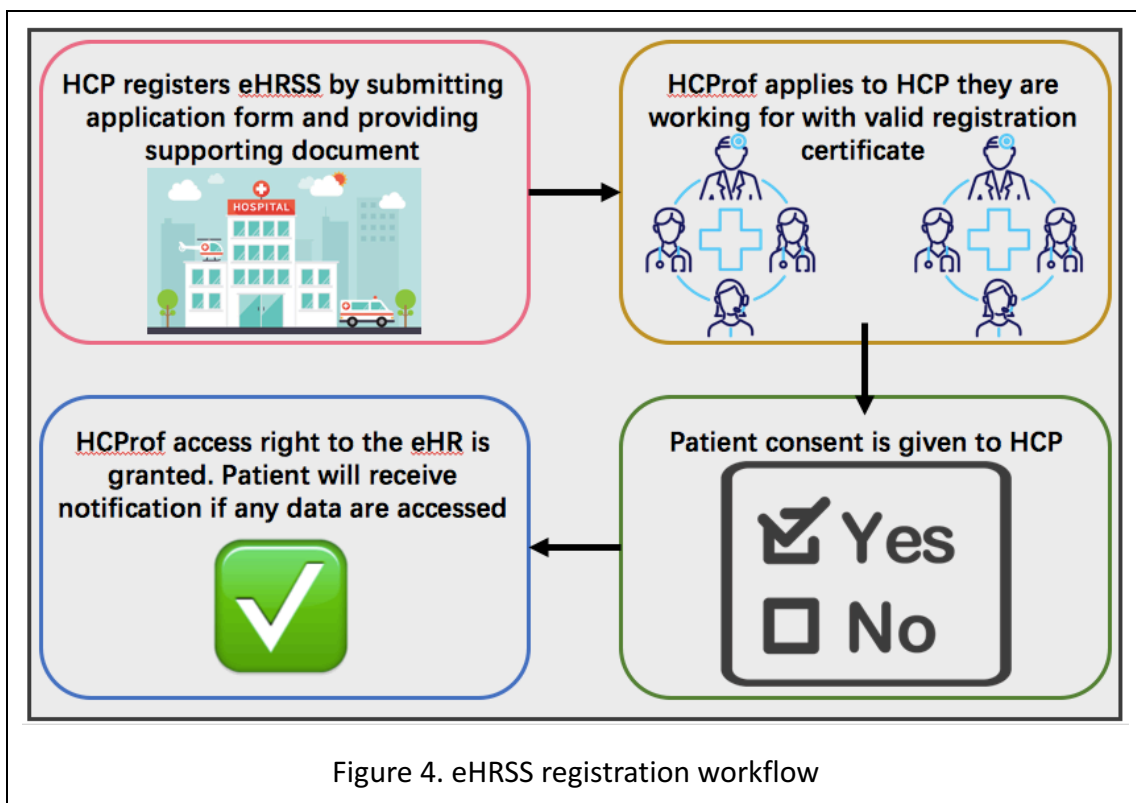 HCP registers eHRSS by submitting
application form and providing
supporting document
HOSPITAL
HCProf applies to HCP they are
working for with valid registration
certificate
Patient consent is given to HCP
Yes
No
HCProf access right to the eHR is
granted. Patient will receive
notification if any data are accessed
Figure 4. eHRSS registration workflow